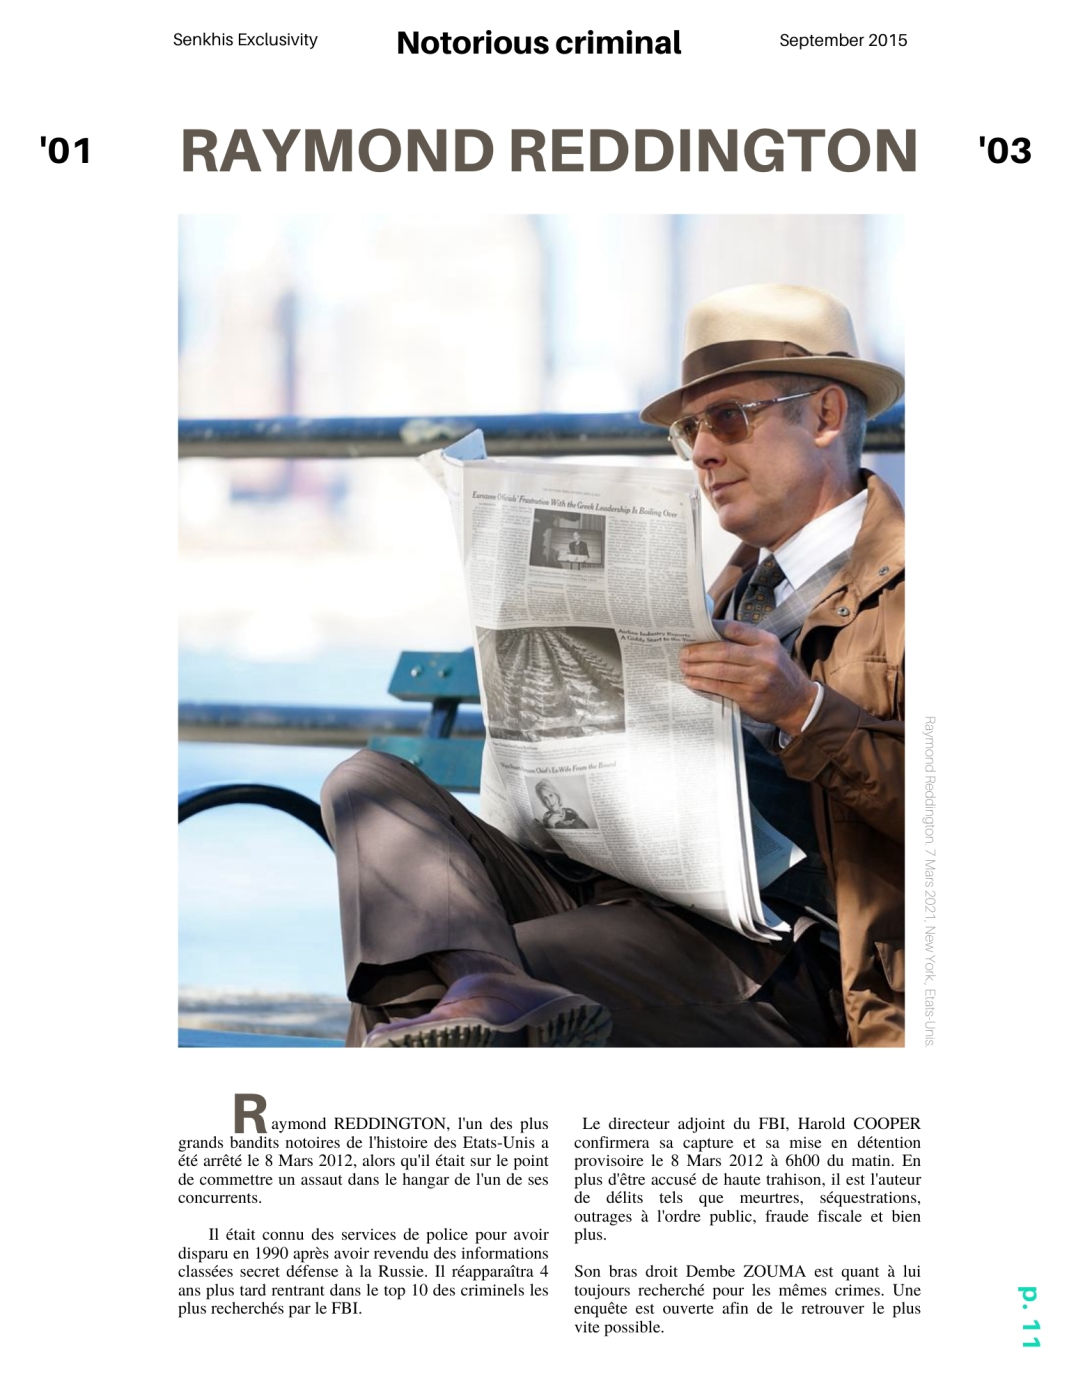 Senkhis Exclusivity
Notorious criminal
September 2015
'01
RAYMOND REDDINGTON
'03
Eurozone Officials' Frustration With the Greek Leadership Is Boiling Over
Airline Industry Reports
A Giddy Start to the Year
Chief's Ex-Wife From the Board
Raymond Reddington. 7 Mars 2021, New York, Etats-Unis.
Raymond REDDINGTON, l'un des plus
grands bandits notoires de l'histoire des Etats-Unis a
été arrêté le 8 Mars 2012, alors qu'il était sur le point
de commettre un assaut dans le hangar de l'un de ses
concurrents.
Il était connu des services de police pour avoir
disparu en 1990 après avoir revendu des informations
classées secret défense à la Russie. Il réapparaîtra 4
ans plus tard rentrant dans le top 10 des criminels les
plus recherchés par le FBI.
Le directeur adjoint du FBI, Harold COOPER
confirmera sa capture et sa mise en détention
provisoire le 8 Mars 2012 à 6h00 du matin. En
plus d'être accusé de haute trahison, il est l'auteur
de délits tels que meurtres, séquestrations,
outrages à l'ordre public, fraude fiscale et bien
plus.
Son bras droit Dembe ZOUMA est quant à lui
toujours recherché pour les mêmes crimes. Une
enquête est ouverte afin de le retrouver le plus
vite possible.
p. 11